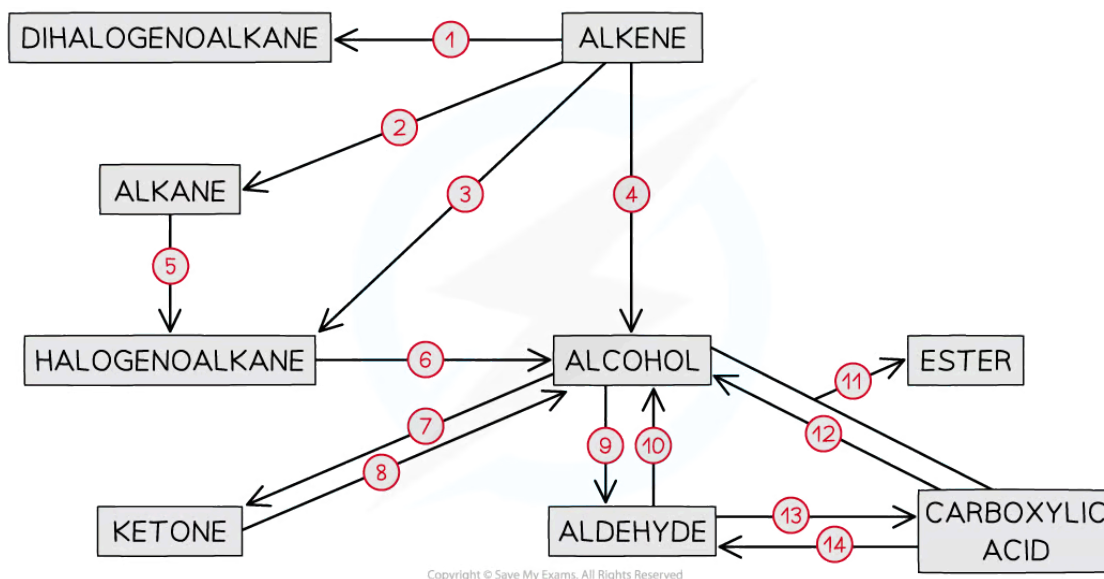 DIHALOGENOALKANE
1
ALKENE
2
ALKANE
3
4
5
HALOGENOALKANE
6
ALCOHOL
11
ESTER
7
8
9
10
12
KETONE
ALDEHYDE
13
14
CARBOXYLIC
ACID
Copyright © Save My Exams. All Rights Reserved